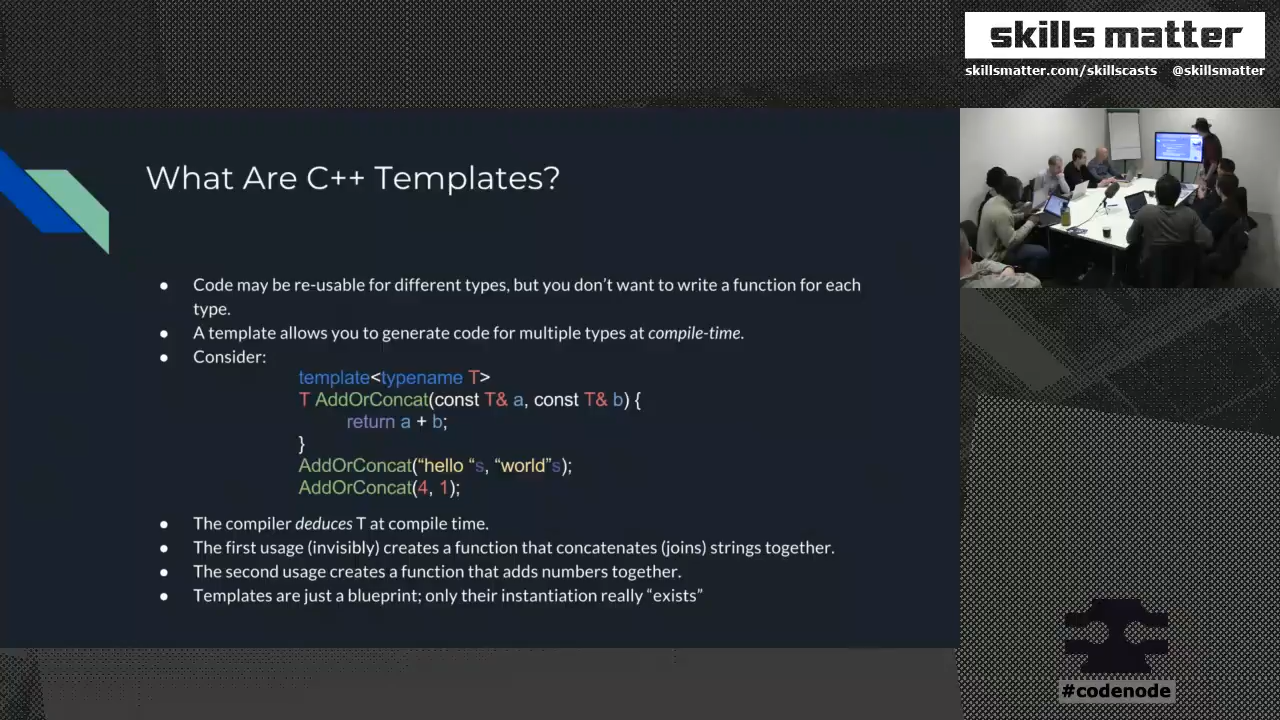 skills matter
skillsmatter.com/skillscasts @skillsmatter
What Are C++ Templates?
● Code may be re-usable for different types, but you don't want to write a function for each
type.
● A template allows you to generate code for multiple types at compile-time.
● Consider:
template<typename T>
T AddOrConcat(const T& a, const T& b) {
return a + b;
}
AddOrConcat(“hello “s, “world”s);
AddOrConcat(4, 1);
● The compiler deduces T at compile time.
● The first usage (invisibly) creates a function that concatenates (joins) strings together.
● The second usage creates a function that adds numbers together.
● Templates are just a blueprint; only their instantiation really “exists”
#codenode